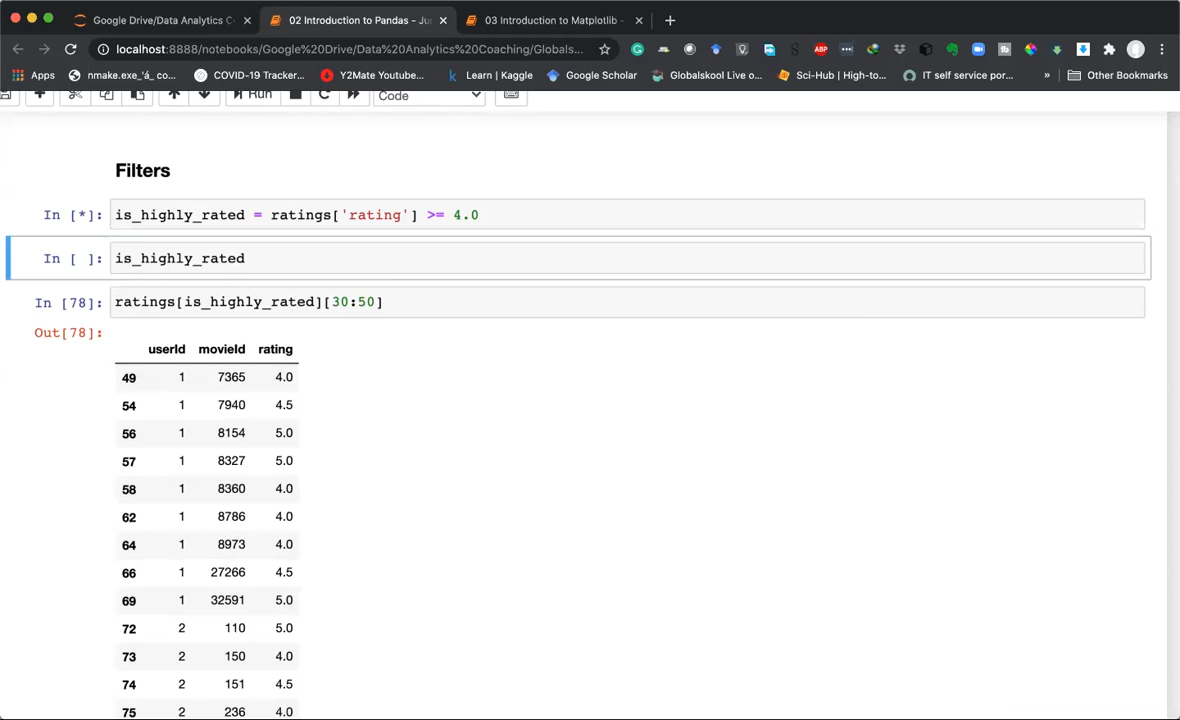 Google Drive/Data Analytics C
02 Introduction to Pandas - Ju
03 Introduction to Matplotlib -
localhost:8888/notebooks/Google%20Drive/Data%20Analytics%20Coaching/Globals...
Apps
nmake.exe_'á_ co...
COVID-19 Tracker...
Y2Mate Youtube...
Learn | Kaggle
Google Scholar
Globalskool Live o...
Sci-Hub | High-to...
IT self service por...
»
Other Bookmarks
Run
Code
Filters
In [*]: is_highly_rated = ratings['rating'] >= 4.0
In [ ]: is_highly_rated
In [78]: ratings[is_highly_rated][30:50]
Out[78]:
userId movieId rating
49 1 7365 4.0
54 1 7940 4.5
56 1 8154 5.0
57 1 8327 5.0
58 1 8360 4.0
62 1 8786 4.0
64 1 8973 4.0
66 1 27266 4.5
69 1 32591 5.0
72 2 110 5.0
73 2 150 4.0
74 2 151 4.5
75 2 236 4.0